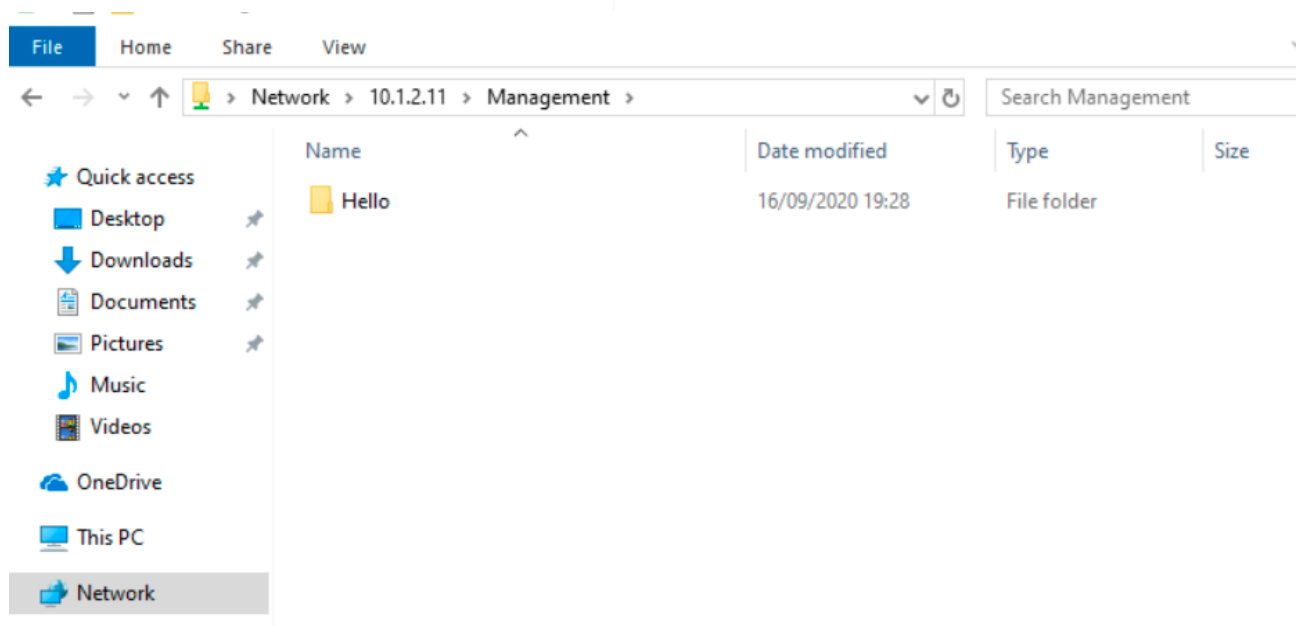 File Home Share View
Network > 10.1.2.11 > Management > Search Management
Name Date modified Type Size
Quick access
Hello 16/09/2020 19:28 File folder
Desktop
Downloads
Documents
Pictures
Music
Videos
OneDrive
This PC
Network